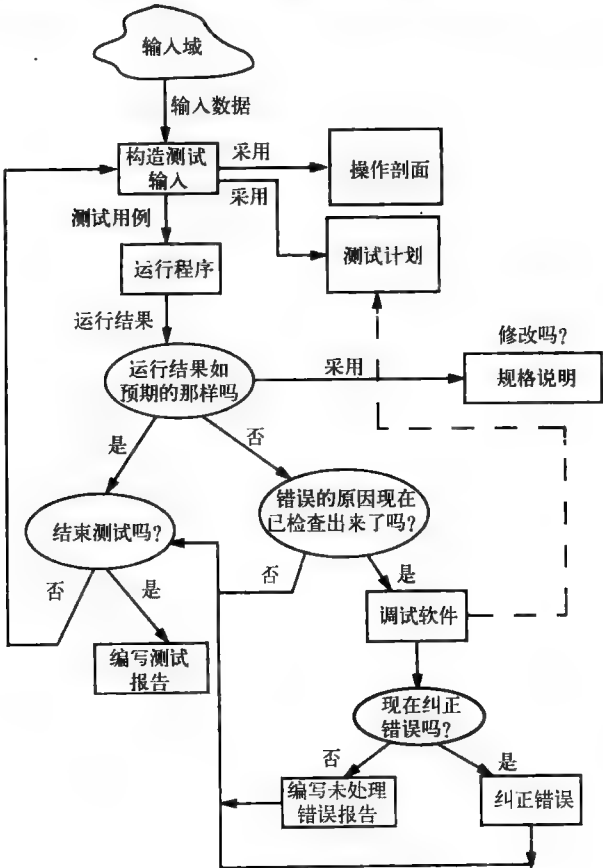 输入域
输入数据
构造测试
输入
采用
操作剖面
采用
测试计划
测试用例
运行程序
运行结果
修改吗?
运行结果如
预期的那样吗
采用
规格说明
是
否
错误的原因现在
已检查出来了吗?
结束测试吗?
否
是
否
是
调试软件
编写测试
报告
现在纠正
错误吗?
否
是
编写未处理
错误报告
纠正错误